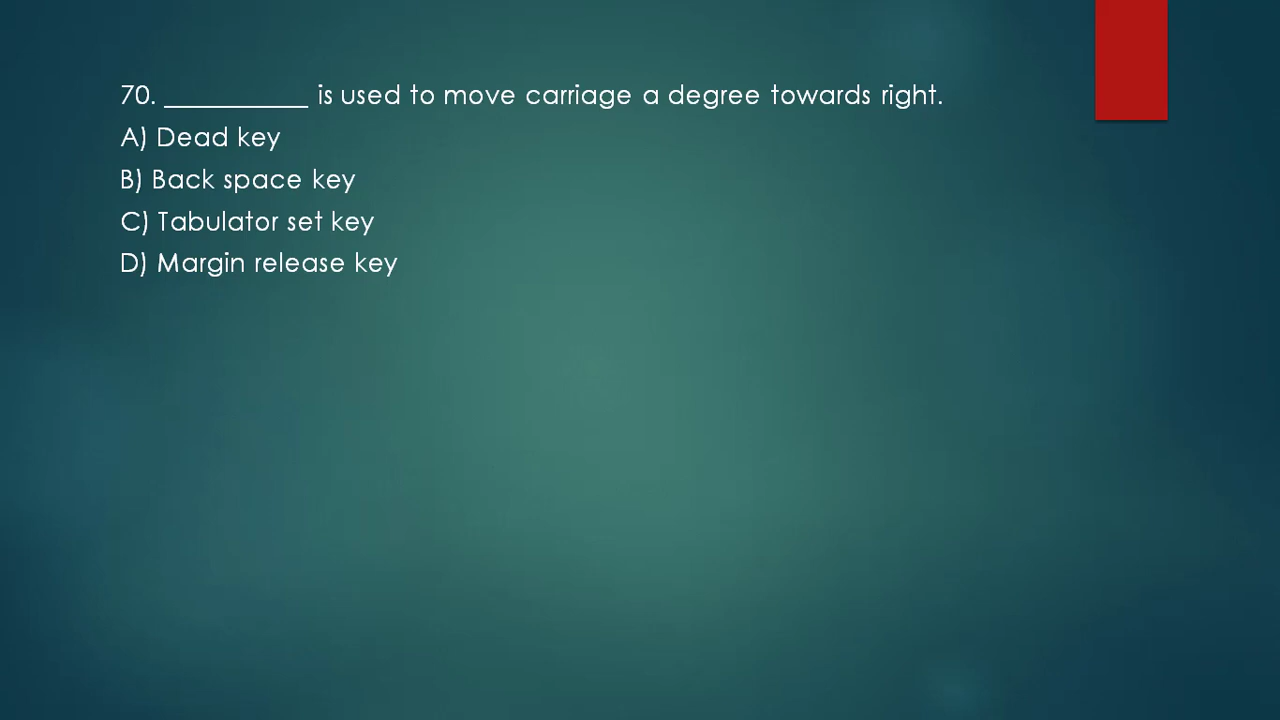 70. ___________ is used to move carriage a degree towards right.
A) Dead key
B) Back space key
C) Tabulator set key
D) Margin release key